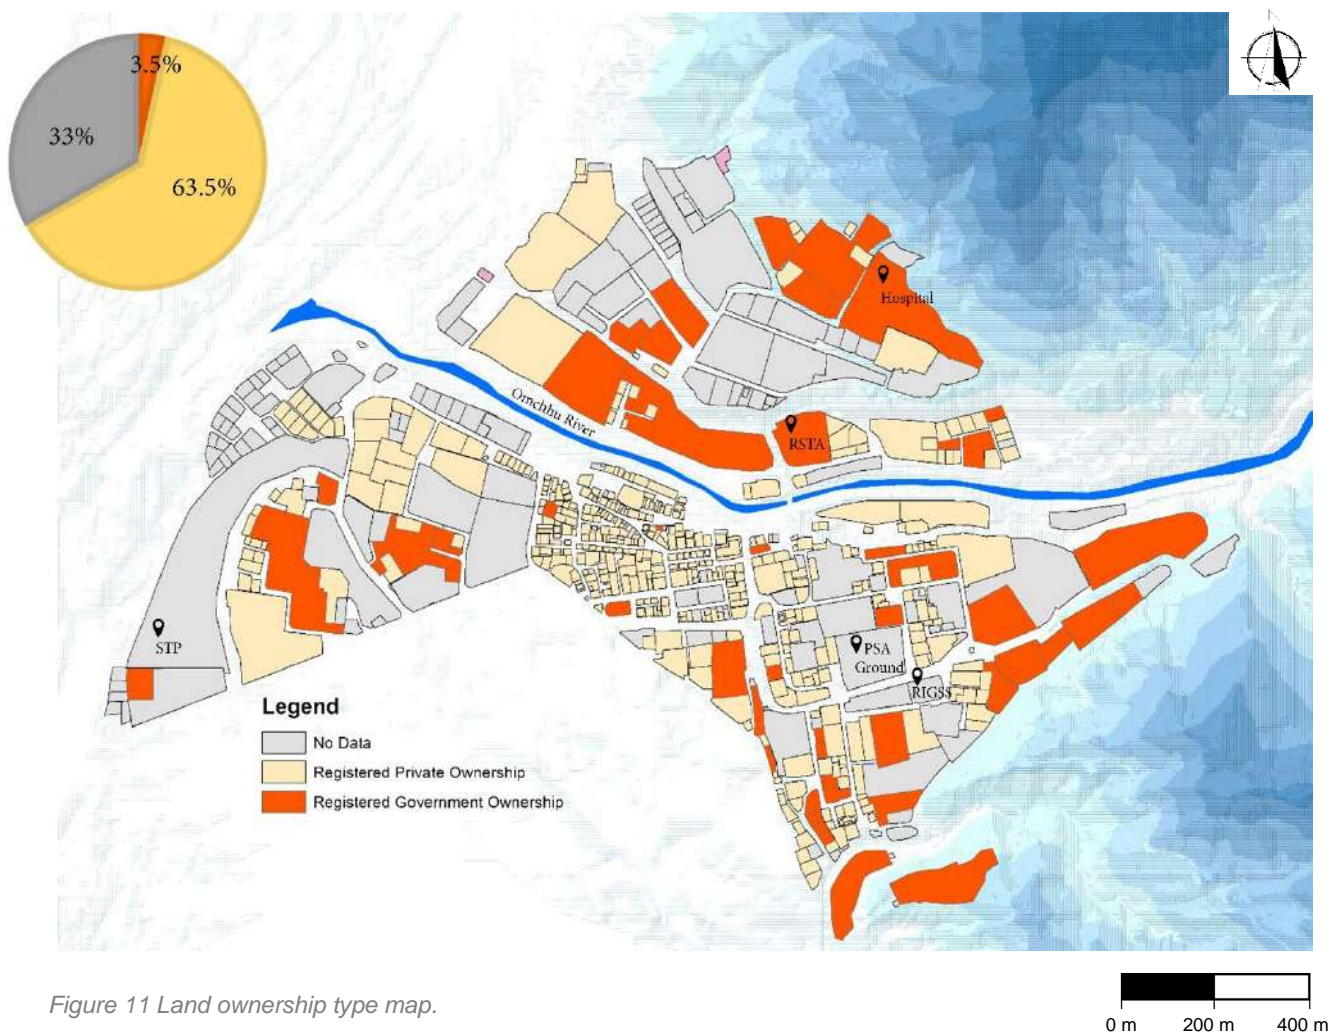 3.5%
33%
63.5%
Hospital
Omchhu River
RSTA
STP
PSA
Ground
RIGSS
Legend
No Data
Registered Private Ownership
Registered Government Ownership
Figure 11 Land ownership type map.
0 m 200 m 400 m